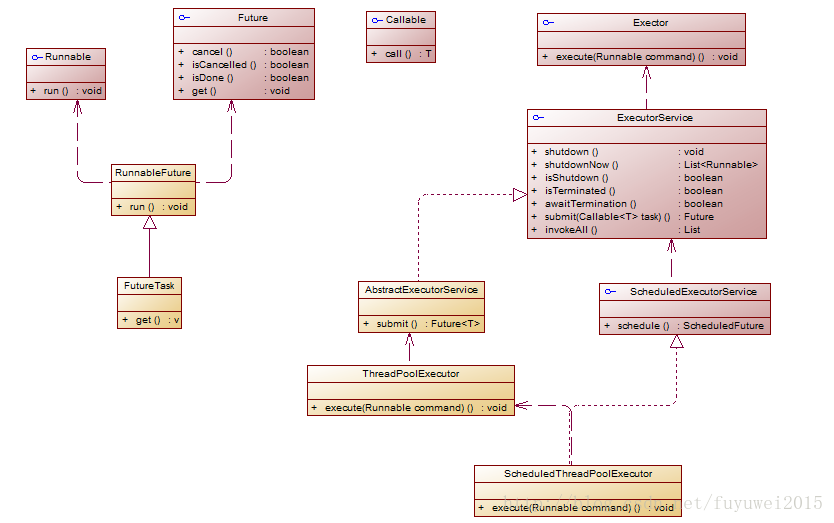 Runnable
+ run () : void
Future
+ cancel () : boolean
+ isCancelled () : boolean
+ isDone () : boolean
+ get () : void
Callable
+ call () : T
Exector
+ execute(Runnable command) () : void
ExecutorService
+ shutdown () : void
+ shutdownNow () : List<Runnable>
+ isShutdown () : boolean
+ isTerminated () : boolean
+ awaitTermination () : boolean
+ submit(Callable<T> task) () : Future
+ invokeAll () : List
RunnableFuture
+ run () : void
FutureTask
+ get () : v
AbstractExecutorService
+ submit () : Future<T>
ScheduledExecutorService
+ schedule () : ScheduledFuture
ThreadPoolExecutor
+ execute(Runnable command) () : void
ScheduledThreadPoolExecutor
+ execute(Runnable command) () : void
http://blog.csdn.net/fuyuwei2015